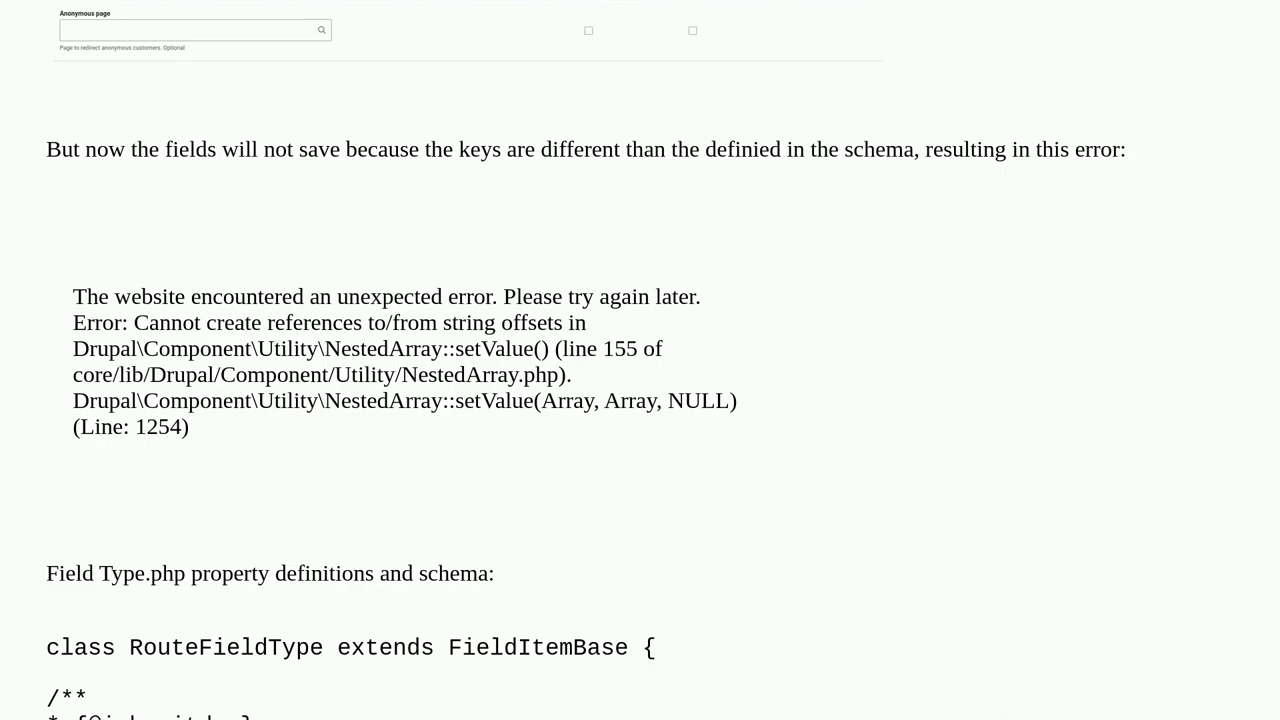 Anonymous page
Page to redirect anonymous customers. Optional
But now the fields will not save because the keys are different than the definied in the schema, resulting in this error:
The website encountered an unexpected error. Please try again later.
Error: Cannot create references to/from string offsets in
Drupal\Component\Utility\NestedArray::setValue() (line 155 of
core/lib/Drupal/Component/Utility/NestedArray.php).
Drupal\Component\Utility\NestedArray::setValue(Array, Array, NULL)
(Line: 1254)
Field Type.php property definitions and schema:
class RouteFieldType extends FieldItemBase {
/**